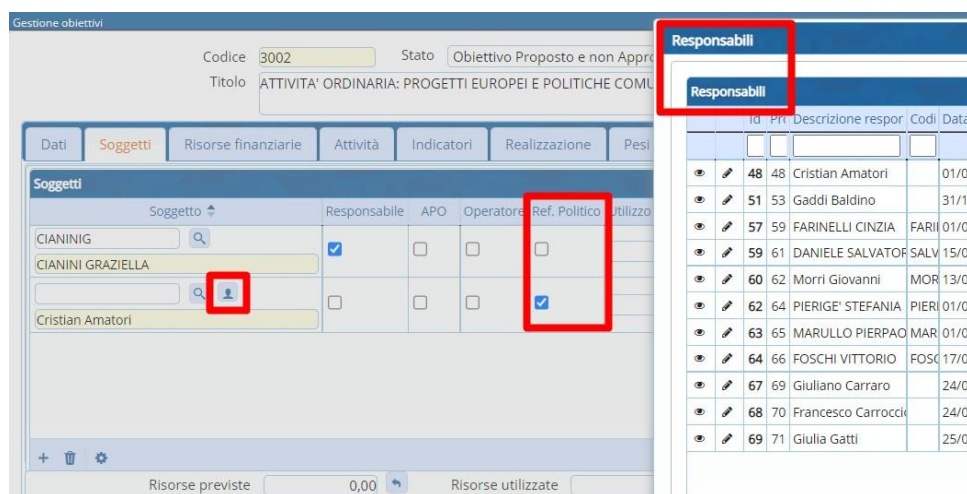 Gestione obiettivi
Codice 3002 Stato Obiettivo Proposto e non Appro
Titolo ATTIVITA' ORDINARIA: PROGETTI EUROPEI E POLITICHE COMU
Dati Soggetti Risorse finanziarie Attività Indicatori Realizzazione Pesi
Soggetti
Soggetto Responsabile APO Operatore Ref. Politico Utilizzo
CIANINIG
CIANINI GRAZIELLA
Cristian Amatori
Risorse previste 0,00 Risorse utilizzate
Responsabili
Responsabili
Id Pr Descrizione respor Codi Data
48 48 Cristian Amatori 01/0
51 53 Gaddi Baldino 31/1
57 59 FARINELLI CINZIA FARI 01/0
59 61 DANIELE SALVATOR SALV 15/0
60 62 Morri Giovanni MOR 13/0
62 64 PIERIGE' STEFANIA PIERI 01/0
63 65 MARULLO PIERPAO MAR 01/0
64 66 FOSCHI VITTORIO FOSC 17/0
67 69 Giuliano Carraro 24/0
68 70 Francesco Carrocci 24/0
69 71 Giulia Gatti 25/0